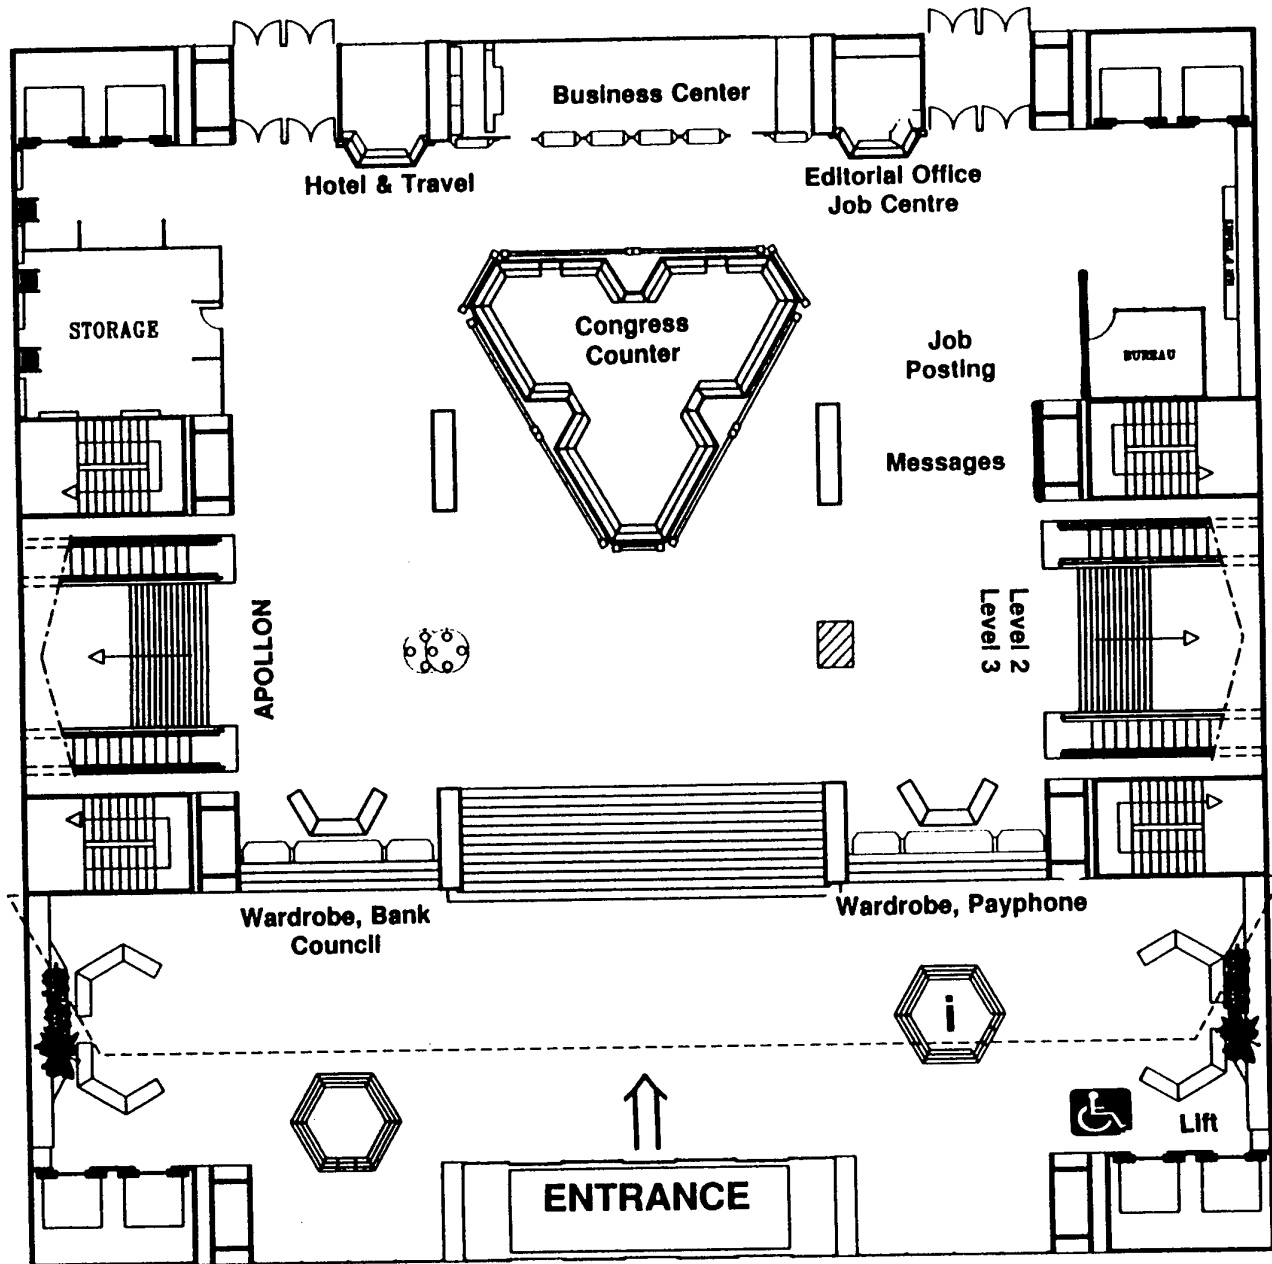 Business Center
Hotel & Travel
Editorial Office
Job Centre
STORAGE
Congress
Counter
Job
Posting
BUREAU
Messages
APOLLON
Level 2
Level 3
Wardrobe, Bank
Council
Wardrobe, Payphone
i
Lift
ENTRANCE